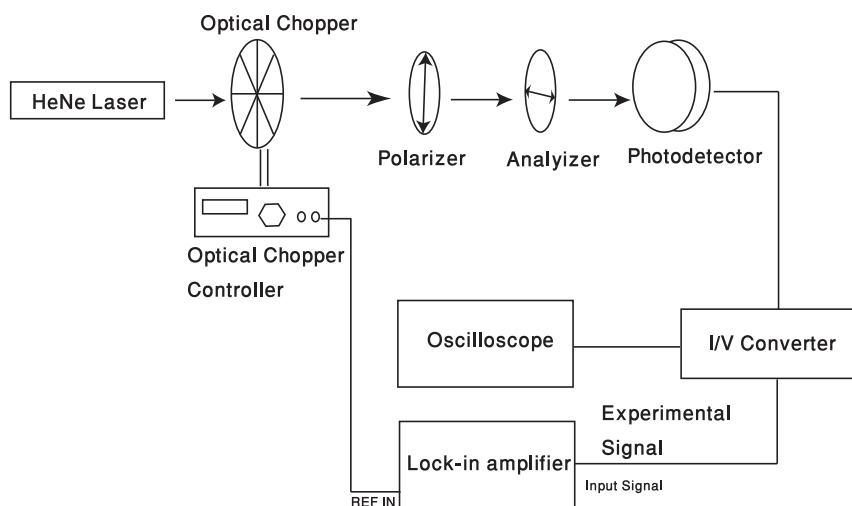 Optical Chopper
HeNe Laser
Polarizer
Analyizer
Photodetector
Optical Chopper
Controller
Oscilloscope
I/V Converter
Experimental
Signal
Lock-in amplifier
Input Signal
REF IN